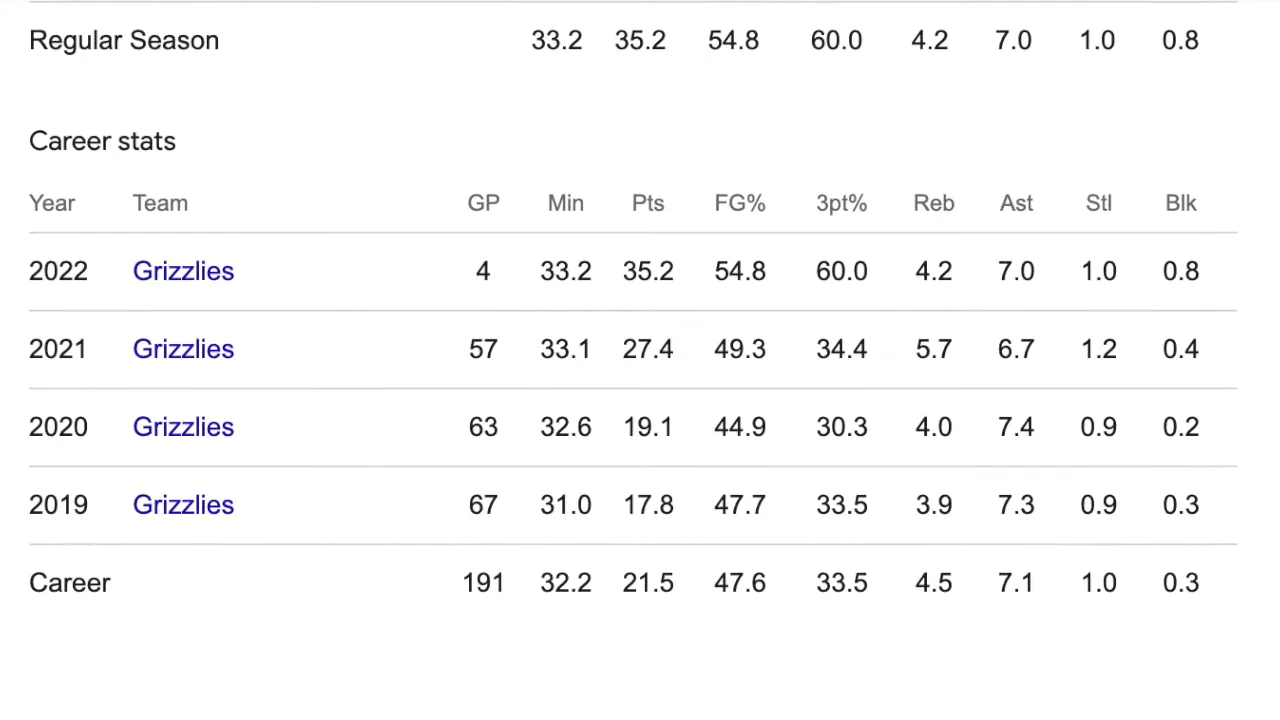 Regular Season 33.2 35.2 54.8 60.0 4.2 7.0 1.0 0.8
Career stats
Year Team GP Min Pts FG% 3pt% Reb Ast Stl Blk
2022 Grizzlies 4 33.2 35.2 54.8 60.0 4.2 7.0 1.0 0.8
2021 Grizzlies 57 33.1 27.4 49.3 34.4 5.7 6.7 1.2 0.4
2020 Grizzlies 63 32.6 19.1 44.9 30.3 4.0 7.4 0.9 0.2
2019 Grizzlies 67 31.0 17.8 47.7 33.5 3.9 7.3 0.9 0.3
Career 191 32.2 21.5 47.6 33.5 4.5 7.1 1.0 0.3